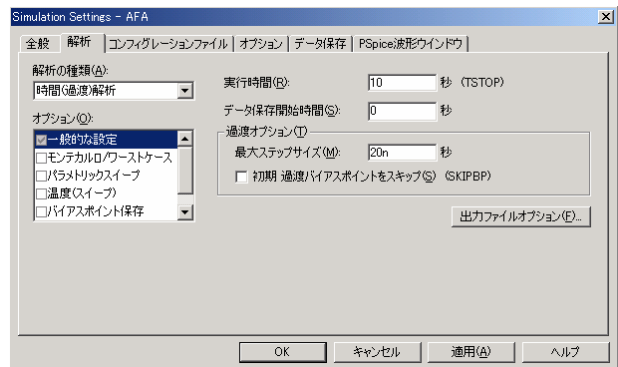 Simulation Settings - AFA
全般 解析 コンフィグレーションファイル オプション データ保存 PSpice波形ウインドウ
解析の種類(A):
時間(過渡)解析
オプション(O):
一般的な設定
モンテカルロ/ワーストケース
パラメトリックスイープ
温度(スイープ)
バイアスポイント保存
実行時間(R): 10 秒 (TSTOP)
データ保存開始時間(S): 0 秒
過渡オプション(T)
最大ステップサイズ(M): 20n 秒
初期 過渡バイアスポイントをスキップ(S) (SKIPBP)
出力ファイルオプション(F)...
OK キャンセル 適用(A) ヘルプ